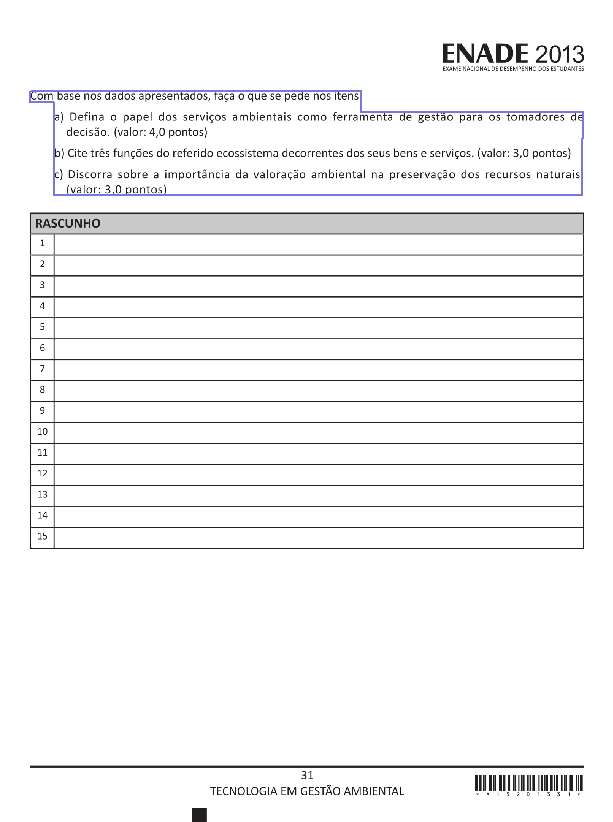 ENADE 2013
EXAME NACIONAL DE DESEMPENHO DOS ESTUDANTES
Com base nos dados apresentados, faça o que se pede nos itens
a) Defina o papel dos serviços ambientais como ferramenta de gestão para os tomadores de
decisão. (valor: 4,0 pontos)
b) Cite três funções do referido ecossistema decorrentes dos seus bens e serviços. (valor: 3,0 pontos)
c) Discorra sobre a importância da valoração ambiental na preservação dos recursos naturais
(valor: 3,0 pontos)
RASCUNHO
1
2
3
4
5
6
7
8
9
10
11
12
13
14
15
31
TECNOLOGIA EM GESTÃO AMBIENTAL